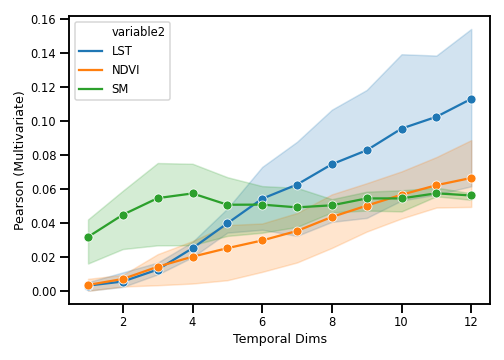 0.16
0.14
0.12
0.10
0.08
0.06
0.04
0.02
0.00
Pearson (Multivariate)
variable2
LST
NDVI
SM
2 4 6 8 10 12
Temporal Dims